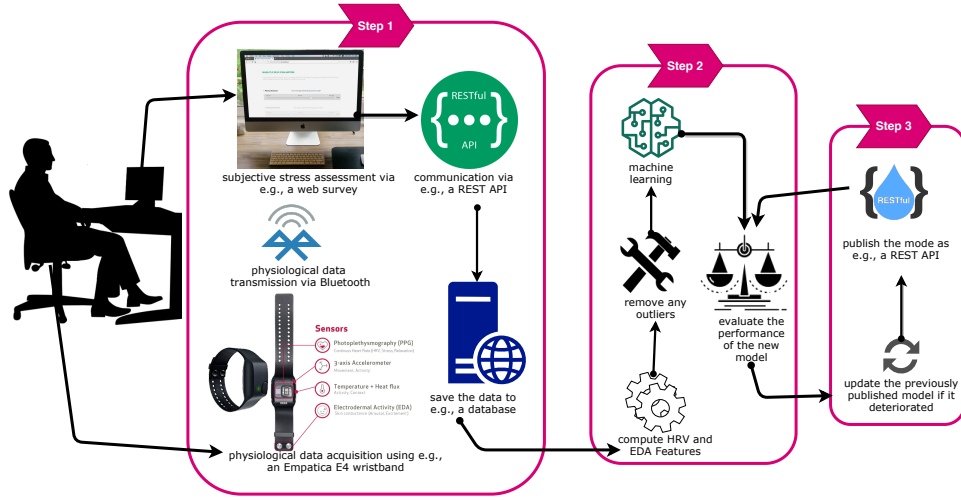 Step 1
RESTful
API
subjective stress assessment via
e.g., a web survey
communication via
e.g., a REST API
physiological data
transmission via Bluetooth
Sensors
Photoplethysmography (PPG)
3-axis Accelerometer
Movement, Activity
Temperature + Heat flux
Activity, Context
Electrodermal Activity (EDA)
physiological data acquisition using e.g.,
an Empatica E4 wristband
save the data to
e.g., a database
Step 2
machine
learning
remove any
outliers
compute HRV and
EDA Features
evaluate the
performance
of the new
model
Step 3
RESTful
publish the mode as
e.g., a REST API
update the previously
published model if it
deteriorated